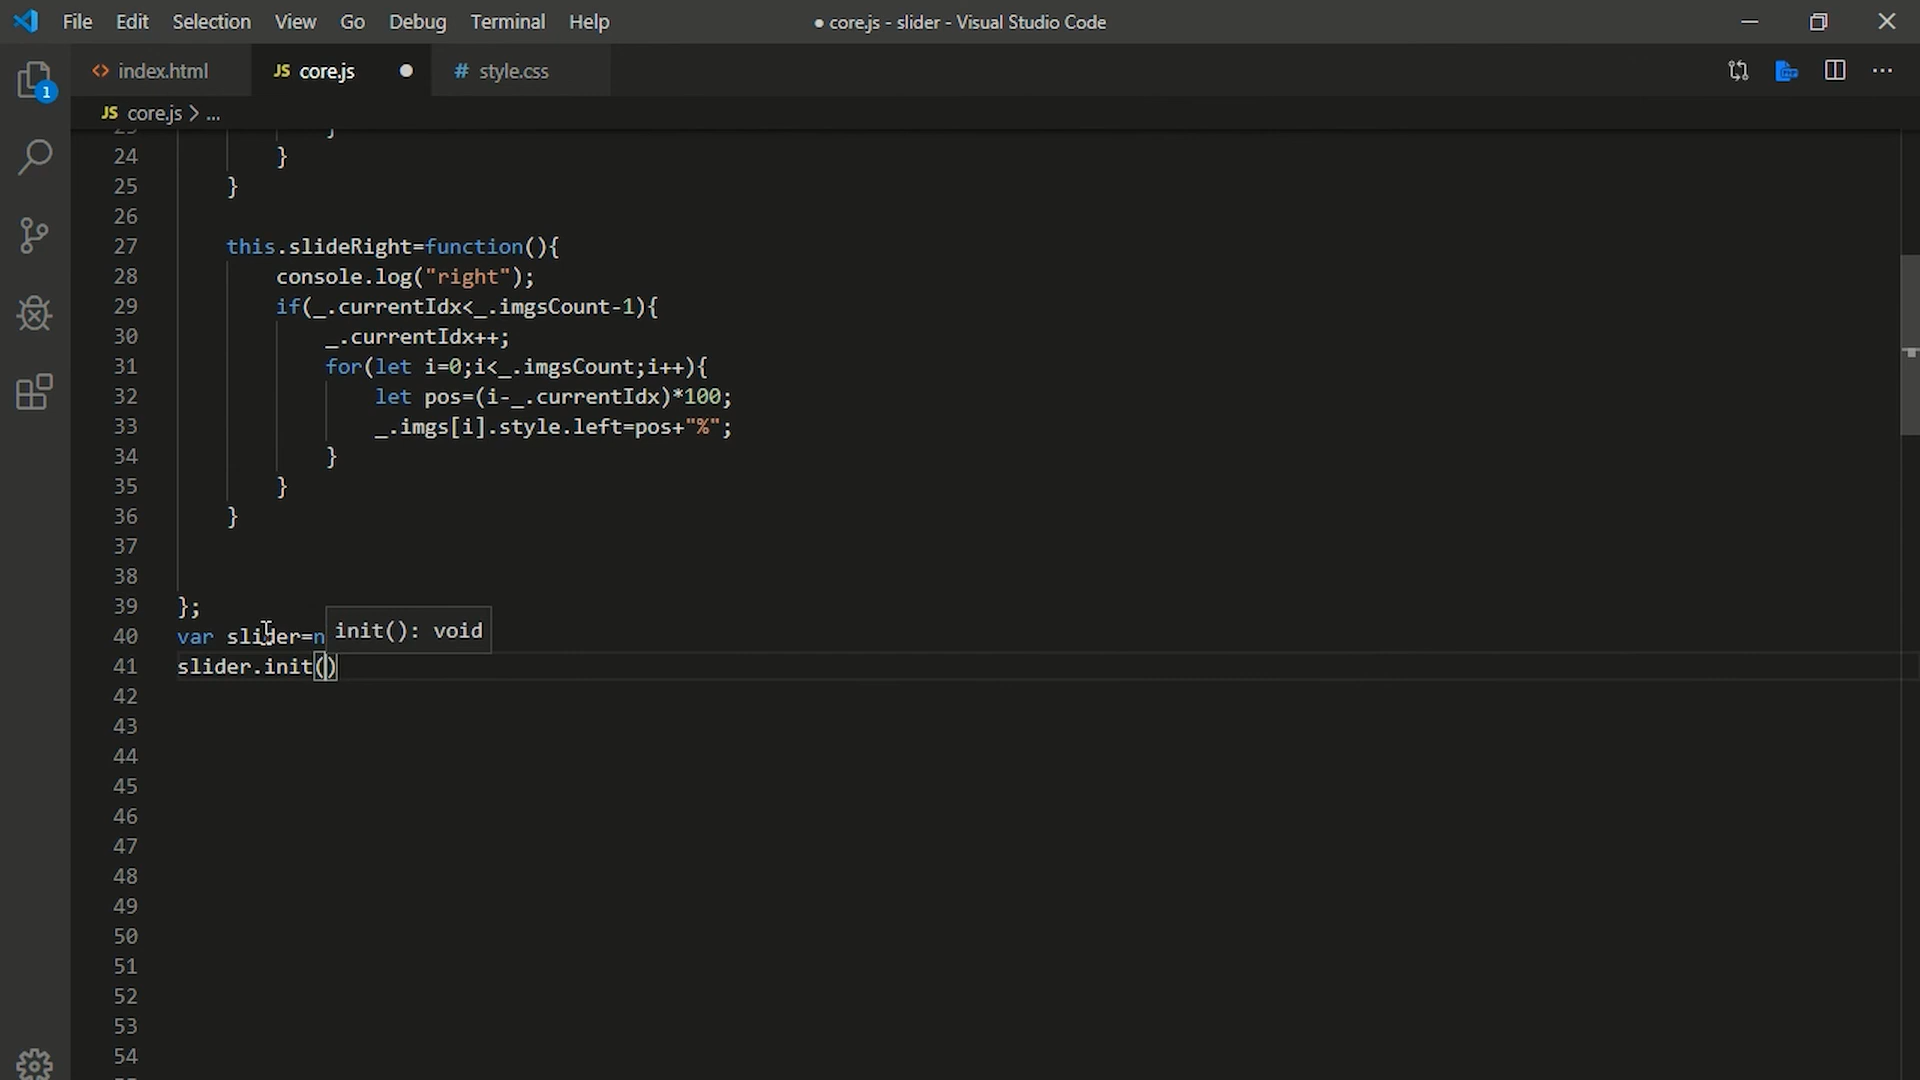 File Edit Selection View Go Debug Terminal Help ● core.js - slider - Visual Studio Code
<> index.html JS core.js # style.css
JS core.js > ...
1
24 }
25 }
26
27 this.slideRight=function(){
28 console.log("right");
29 if(_.currentIdx<_.imgsCount-1){
30 _.currentIdx++;
31 for(let i=0;i<_.imgsCount;i++){
32 let pos=(i-_.currentIdx)*100;
33 _.imgs[i].style.left=pos+"%";
34 }
35 }
36 }
37
38
39 };
40 var slider=n
init(): void
41 slider.init()
42
43
44
45
46
47
48
49
50
51
52
53
54